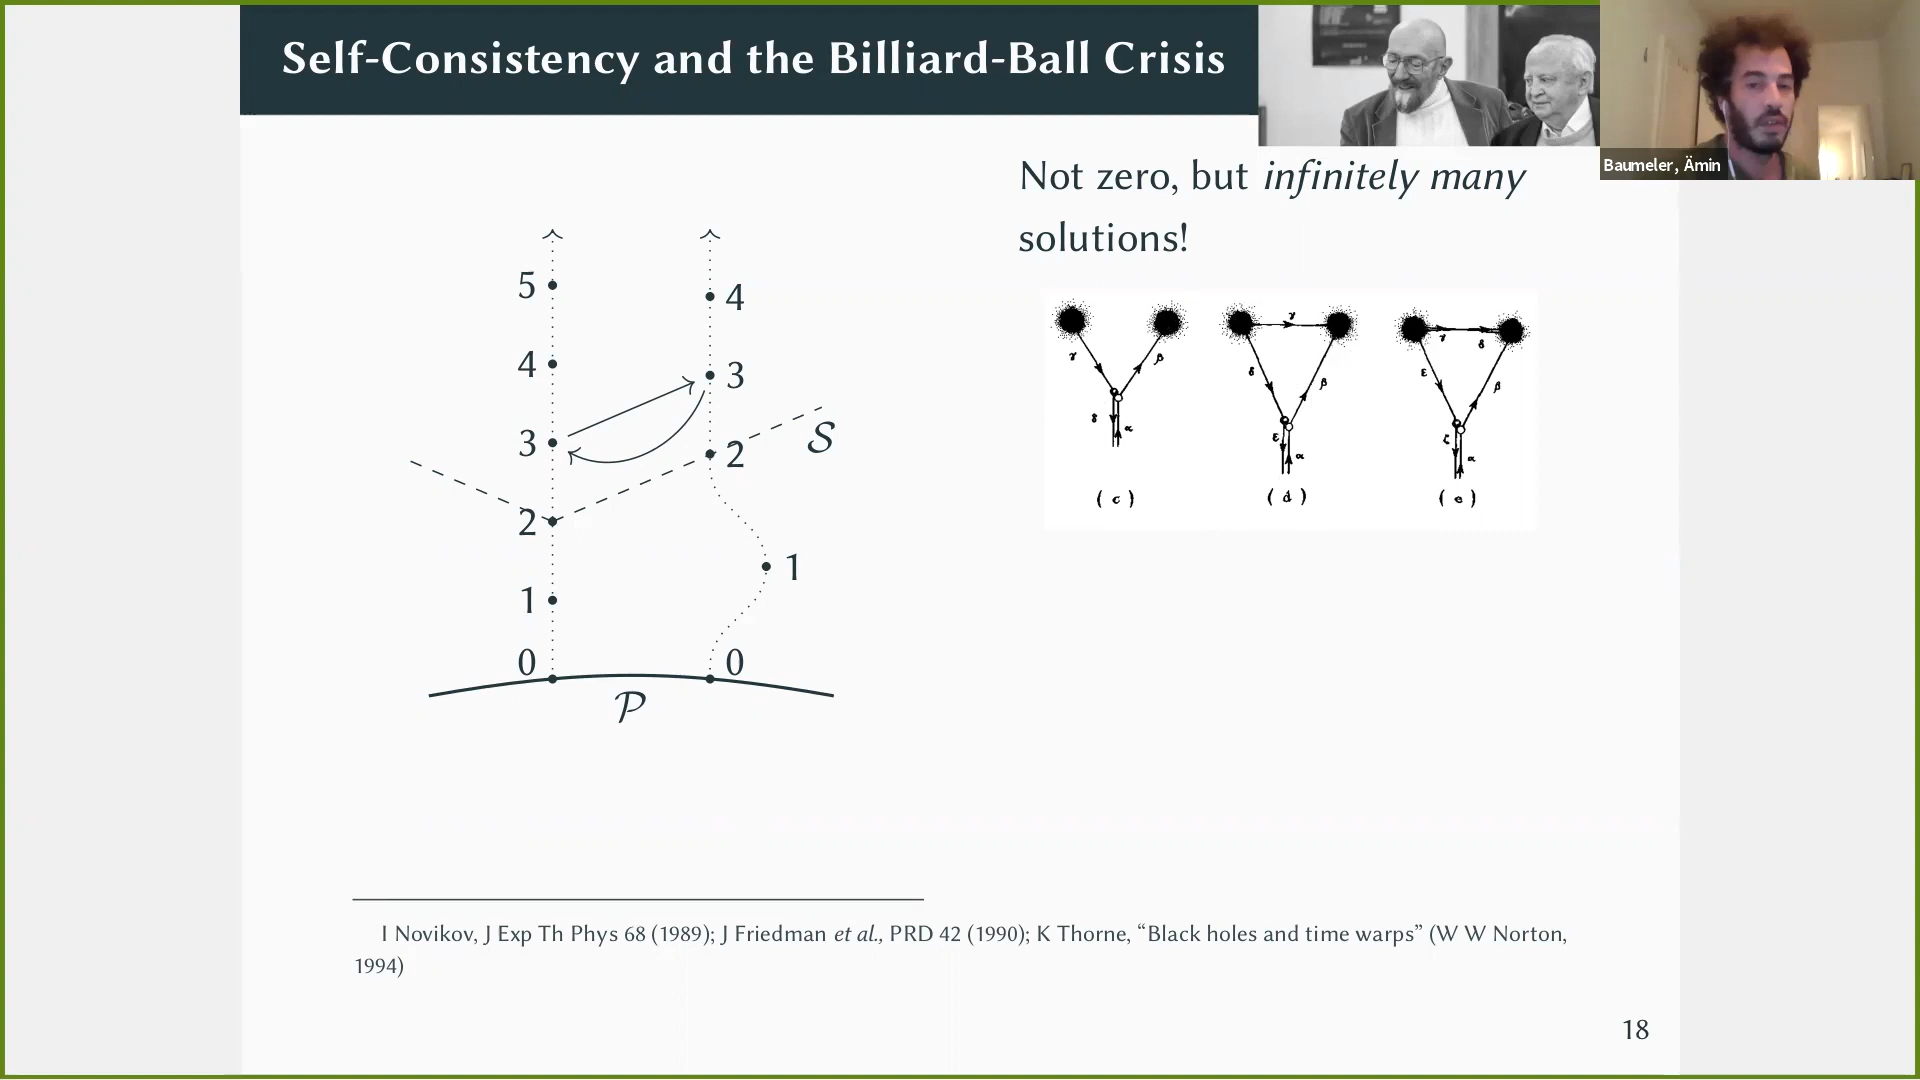 Self-Consistency and the Billiard-Ball Crisis
Baumeler, Ämin
Not zero, but infinitely many
solutions!
5
4
4
3
3
S
2
2
1
1
0
0
P
γ
β
δ
α
(c)
γ
δ
β
ε
α
(d)
γ
δ
ε
β
ζ
α
(e)
I Novikov, J Exp Th Phys 68 (1989); J Friedman et al., PRD 42 (1990); K Thorne, “Black holes and time warps” (W W Norton,
1994)
18